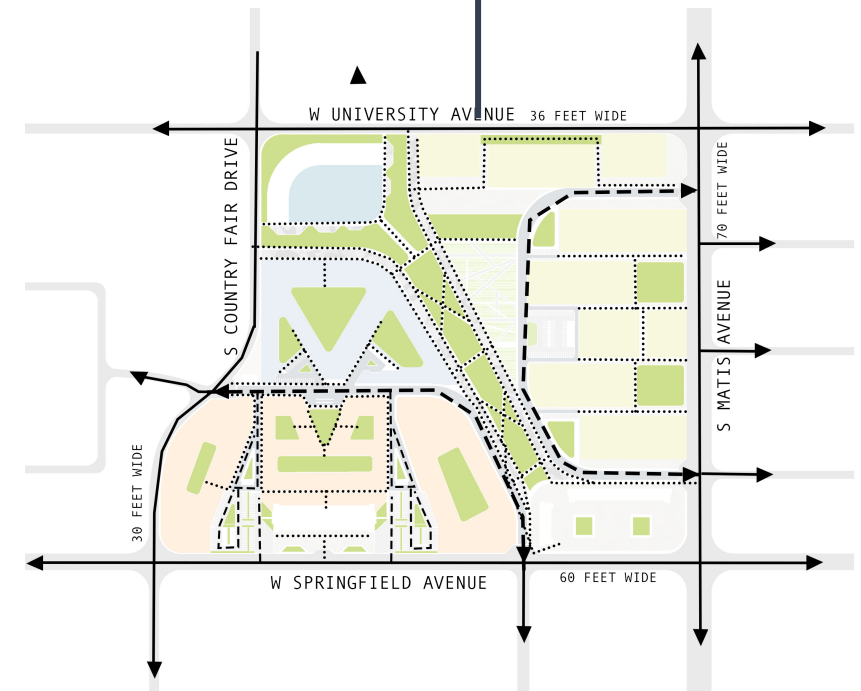 W UNIVERSITY AVENUE 36 FEET WIDE
S COUNTRY FAIR DRIVE
70 FEET WIDE
S MATIS AVENUE
30 FEET WIDE
W SPRINGFIELD AVENUE
60 FEET WIDE